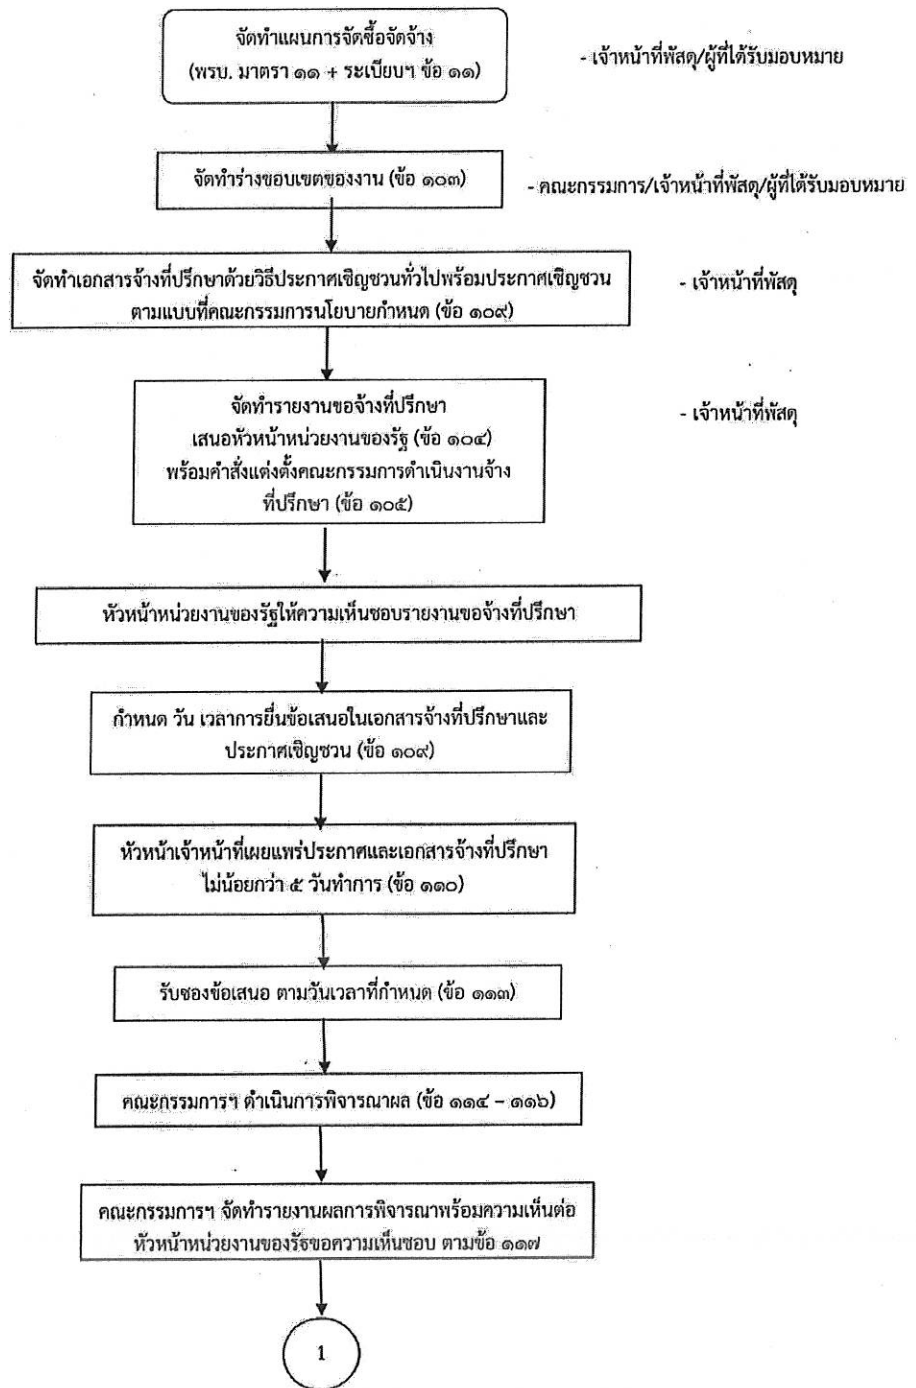 จัดทำแผนการจัดซื้อจัดจ้าง
(พรบ. มาตรา ๑๑ + ระเบียบฯ ข้อ ๑๑)
- เจ้าหน้าที่พัสดุ/ผู้ที่ได้รับมอบหมาย
จัดทำร่างขอบเขตของงาน (ข้อ ๑๐๓)
- คณะกรรมการ/เจ้าหน้าที่พัสดุ/ผู้ที่ได้รับมอบหมาย
จัดทำเอกสารจ้างที่ปรึกษาด้วยวิธีประกาศเชิญชวนทั่วไปพร้อมประกาศเชิญชวน
ตามแบบที่คณะกรรมการนโยบายกำหนด (ข้อ ๑๐๙)
- เจ้าหน้าที่พัสดุ
จัดทำรายงานขอจ้างที่ปรึกษา
เสนอหัวหน้าหน่วยงานของรัฐ (ข้อ ๑๐๔)
พร้อมคำสั่งแต่งตั้งคณะกรรมการดำเนินงานจ้าง
ที่ปรึกษา (ข้อ ๑๐๕)
- เจ้าหน้าที่พัสดุ
หัวหน้าหน่วยงานของรัฐให้ความเห็นชอบรายงานขอจ้างที่ปรึกษา
กำหนด วัน เวลาการยื่นข้อเสนอในเอกสารจ้างที่ปรึกษาและ
ประกาศเชิญชวน (ข้อ ๑๐๙)
หัวหน้าเจ้าหน้าที่เผยแพร่ประกาศและเอกสารจ้างที่ปรึกษา
ไม่น้อยกว่า ๕ วันทำการ (ข้อ ๑๑๐)
รับซองข้อเสนอ ตามวันเวลาที่กำหนด (ข้อ ๑๑๓)
คณะกรรมการฯ ดำเนินการพิจารณาผล (ข้อ ๑๑๔ – ๑๑๖)
คณะกรรมการฯ จัดทำรายงานผลการพิจารณาพร้อมความเห็นต่อ
หัวหน้าหน่วยงานของรัฐขอความเห็นชอบ ตามข้อ ๑๑๗
1